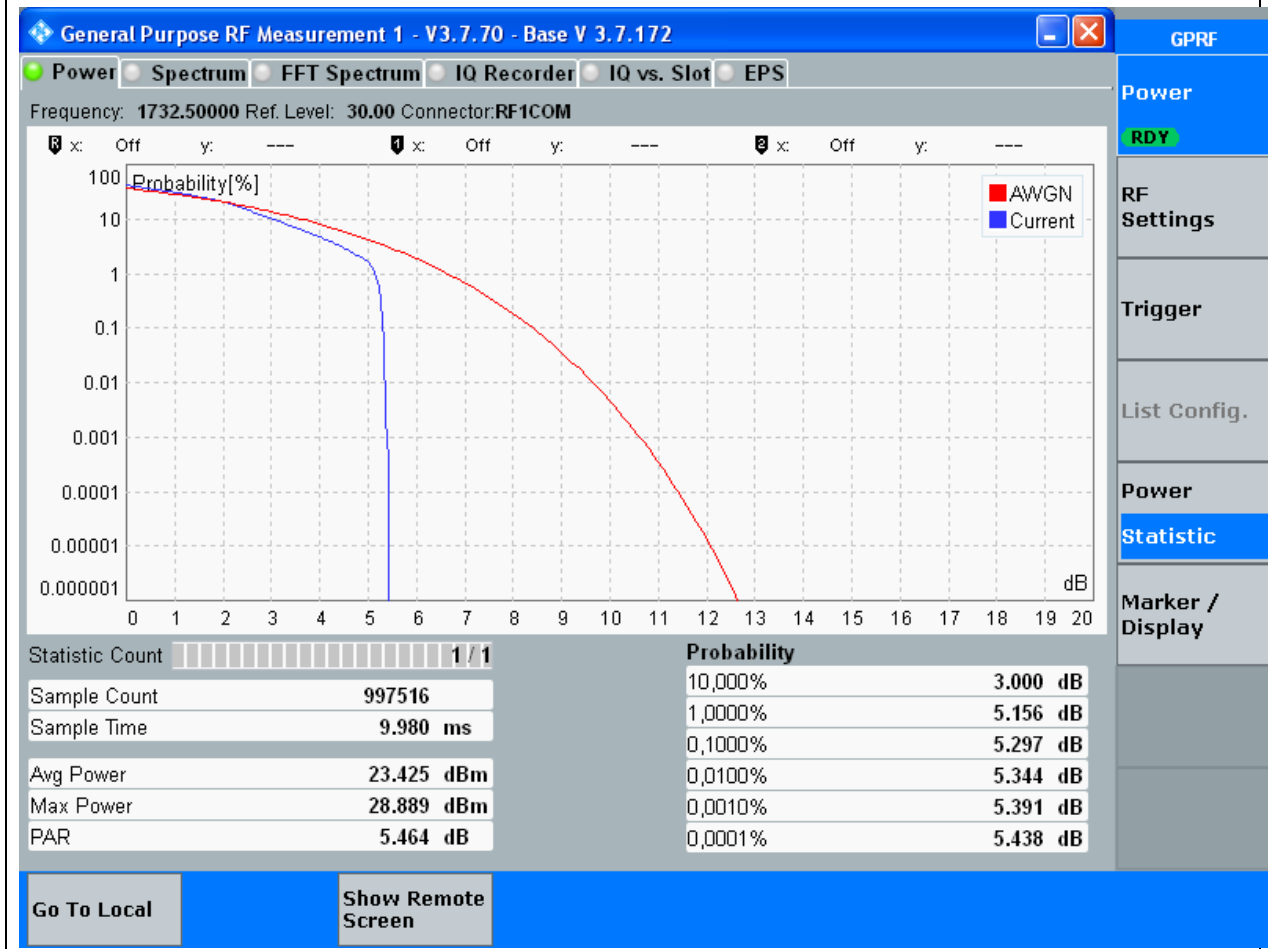 General Purpose RF Measurement 1 - V3.7.70 - Base V 3.7.172
GPRF
Power Spectrum FFT Spectrum IQ Recorder IQ vs. Slot EPS
Frequency: 1732.50000 Ref. Level: 30.00 Connector:RF1COM
R x: Off y: --- 1 x: Off y: --- 2 x: Off y: ---
Probability[%]
AWGN
Current
100
10
1
0.1
0.01
0.001
0.0001
0.00001
0.000001
dB
0 1 2 3 4 5 6 7 8 9 10 11 12 13 14 15 16 17 18 19 20
Statistic Count 1 / 1
Sample Count 997516
Sample Time 9.980 ms
Avg Power 23.425 dBm
Max Power 28.889 dBm
PAR 5.464 dB
Probability
10,000% 3.000 dB
1,0000% 5.156 dB
0,1000% 5.297 dB
0,0100% 5.344 dB
0,0010% 5.391 dB
0,0001% 5.438 dB
Power
RDY
RF
Settings
Trigger
List Config.
Power
Statistic
Marker /
Display
Go To Local
Show Remote
Screen